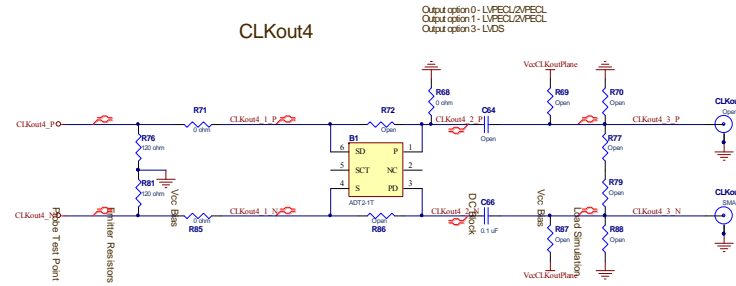 CLKout4
Output option 0 - LVPECL/2VPECL
Output option 1 - LVPECL/2VPECL
Output option 3 - LVDS
CLKout4_P
R71
0 ohm
CLKout4_1_P
R72
Open
R68
0 ohm
CLKout4_2_P
C64
Open
VccCLKoutPlane
R69
Open
R70
Open
CLKout4_3_P
CLKou
Open
R76
120 ohm
R81
120 ohm
B1
6
SD
P
1
5
SCT
NC
2
4
S
PD
3
ADT2-1T
R77
Open
R79
Open
CLKout4_N
R85
0 ohm
CLKout4_1_N
R86
Open
C66
0.1 uF
R87
Open
VccCLKoutPlane
R88
Open
CLKout4_3_N
CLKou
SMA
Probe Test Point
Emitter Resistors
Vcc Bias
DC Block
Vcc Bias
Load Simulation